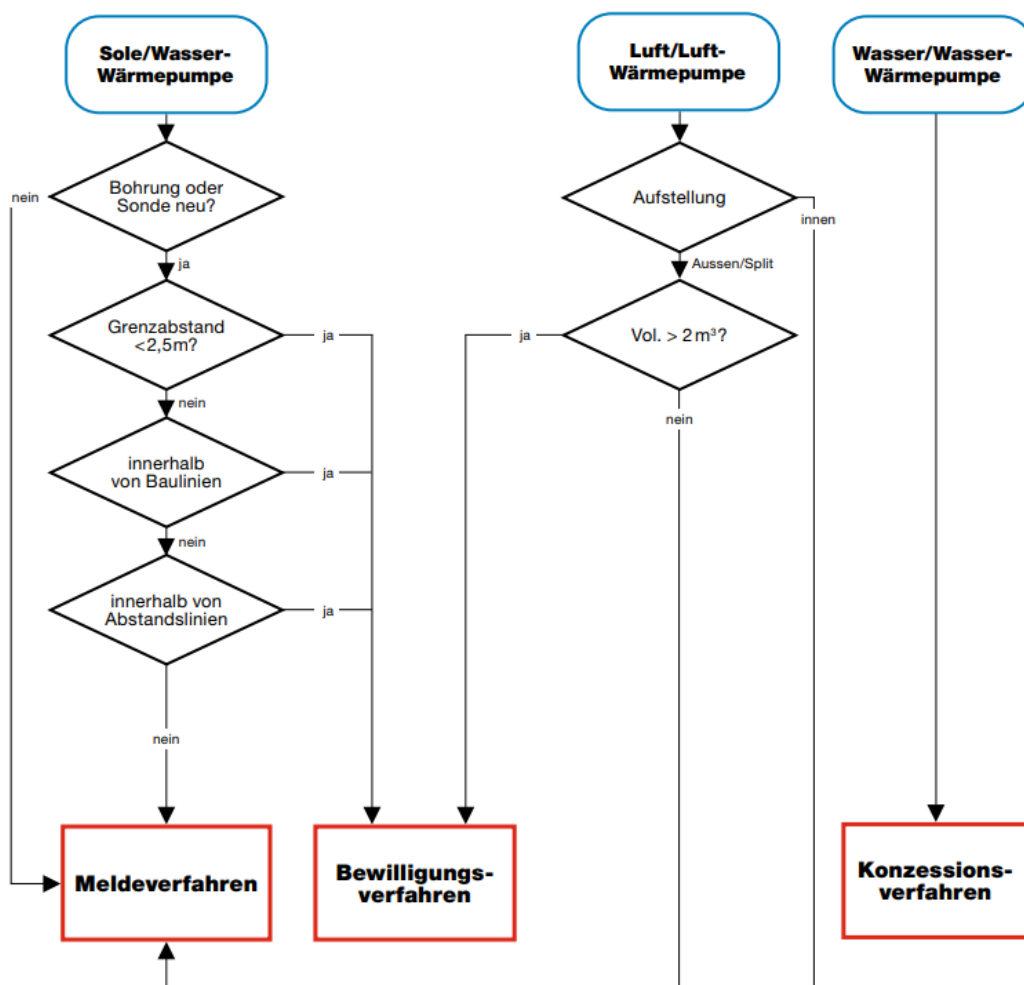 Sole/Wasser-
Wärmepumpe
Luft/Luft-
Wärmepumpe
Wasser/Wasser-
Wärmepumpe
nein
Bohrung oder
Sonde neu?
Aufstellung
innen
ja
Aussen/Split
Grenzabstand
<2,5m?
ja
ja
Vol. > 2 m³?
nein
nein
innerhalb
von Baulinien
ja
nein
innerhalb von
Abstandslinien
ja
nein
Meldeverfahren
Bewilligungs-
verfahren
Konzessions-
verfahren